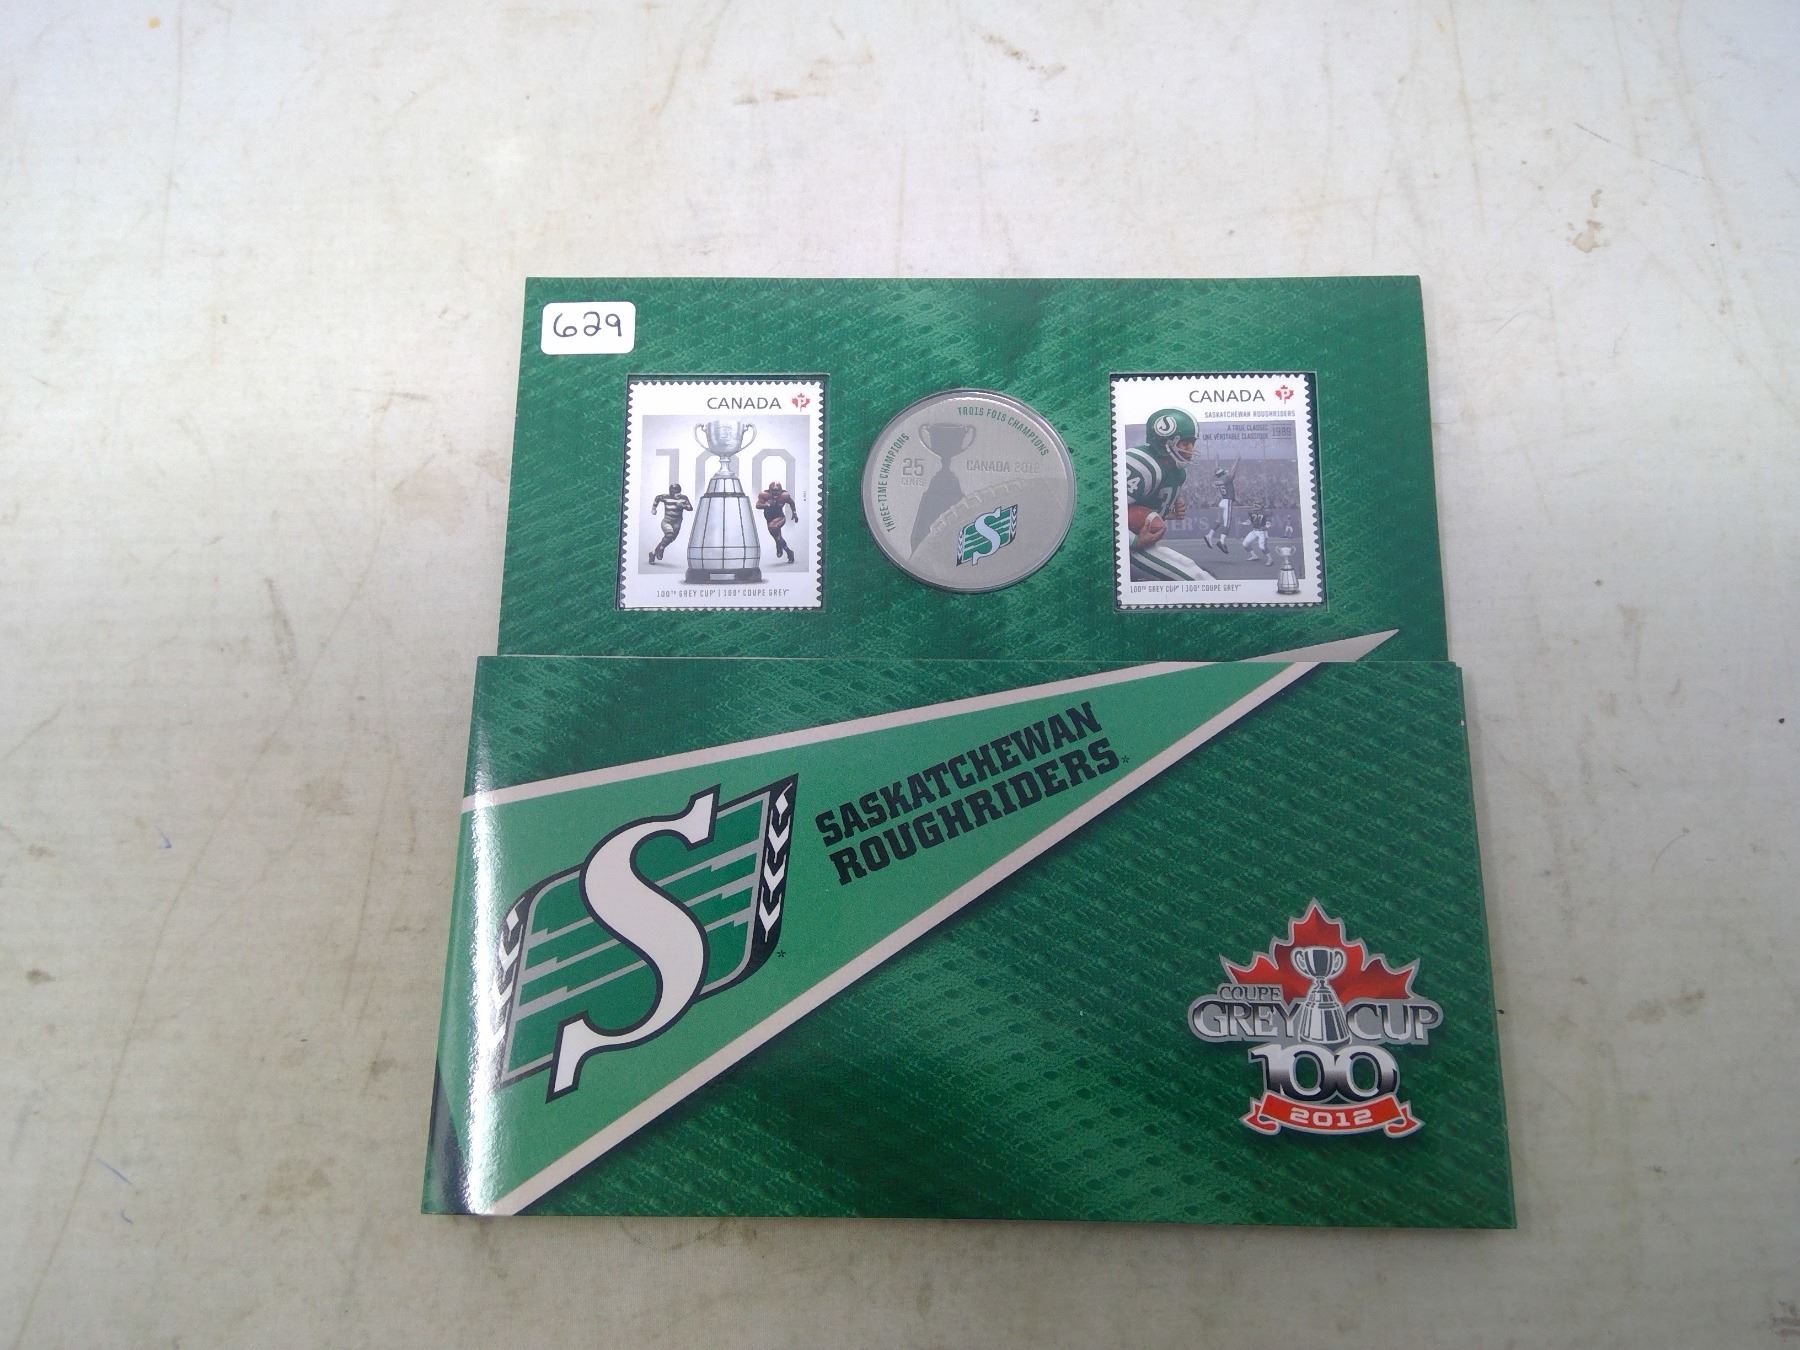 629
CANADA P
100
100TH GREY CUP | 100E COUPE GREY
THREE-TIME CHAMPIONS
TROIS FOIS CHAMPIONS
25
CENTS
CANADA 2012
S
CANADA P
SASKATCHEWAN ROUGHRIDERS
A TRUE CLASSIC
UNE VÉRITABLE CLASSIQUE 1989
S
100TH GREY CUP | 100E COUPE GREY
S
SASKATCHEWAN
ROUGHRIDERS*
COUPE
GREY CUP
100
2012